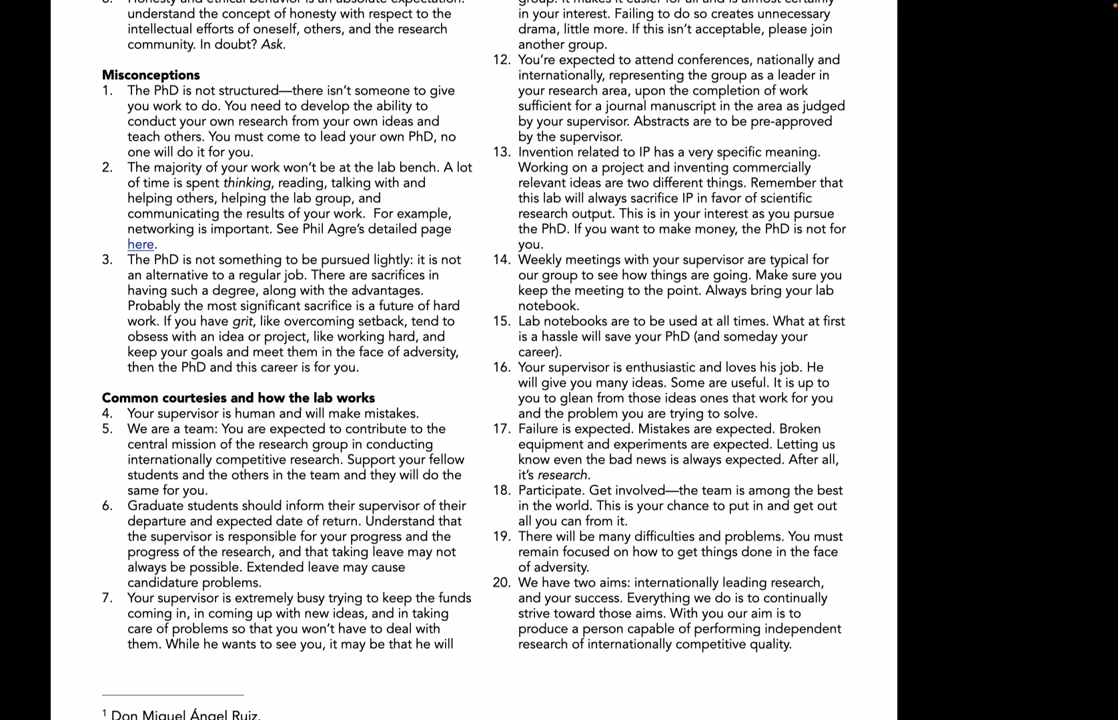 understand the concept of honesty with respect to the
intellectual efforts of oneself, others, and the research
community. In doubt? Ask.
Misconceptions
1. The PhD is not structured—there isn't someone to give
you work to do. You need to develop the ability to
conduct your own research from your own ideas and
teach others. You must come to lead your own PhD, no
one will do it for you.
2. The majority of your work won't be at the lab bench. A lot
of time is spent thinking, reading, talking with and
helping others, helping the lab group, and
communicating the results of your work. For example,
networking is important. See Phil Agre's detailed page
here.
3. The PhD is not something to be pursued lightly: it is not
an alternative to a regular job. There are sacrifices in
having such a degree, along with the advantages.
Probably the most significant sacrifice is a future of hard
work. If you have grit, like overcoming setback, tend to
obsess with an idea or project, like working hard, and
keep your goals and meet them in the face of adversity,
then the PhD and this career is for you.
Common courtesies and how the lab works
4. Your supervisor is human and will make mistakes.
5. We are a team: You are expected to contribute to the
central mission of the research group in conducting
internationally competitive research. Support your fellow
students and the others in the team and they will do the
same for you.
6. Graduate students should inform their supervisor of their
departure and expected date of return. Understand that
the supervisor is responsible for your progress and the
progress of the research, and that taking leave may not
always be possible. Extended leave may cause
candidature problems.
7. Your supervisor is extremely busy trying to keep the funds
coming in, in coming up with new ideas, and in taking
care of problems so that you won't have to deal with
them. While he wants to see you, it may be that he will
1 Don Miguel Ángel Ruiz.
in your interest. Failing to do so creates unnecessary
drama, little more. If this isn't acceptable, please join
another group.
12. You're expected to attend conferences, nationally and
internationally, representing the group as a leader in
your research area, upon the completion of work
sufficient for a journal manuscript in the area as judged
by your supervisor. Abstracts are to be pre-approved
by the supervisor.
13. Invention related to IP has a very specific meaning.
Working on a project and inventing commercially
relevant ideas are two different things. Remember that
this lab will always sacrifice IP in favor of scientific
research output. This is in your interest as you pursue
the PhD. If you want to make money, the PhD is not for
you.
14. Weekly meetings with your supervisor are typical for
our group to see how things are going. Make sure you
keep the meeting to the point. Always bring your lab
notebook.
15. Lab notebooks are to be used at all times. What at first
is a hassle will save your PhD (and someday your
career).
16. Your supervisor is enthusiastic and loves his job. He
will give you many ideas. Some are useful. It is up to
you to glean from those ideas ones that work for you
and the problem you are trying to solve.
17. Failure is expected. Mistakes are expected. Broken
equipment and experiments are expected. Letting us
know even the bad news is always expected. After all,
it's research.
18. Participate. Get involved—the team is among the best
in the world. This is your chance to put in and get out
all you can from it.
19. There will be many difficulties and problems. You must
remain focused on how to get things done in the face
of adversity.
20. We have two aims: internationally leading research,
and your success. Everything we do is to continually
strive toward those aims. With you our aim is to
produce a person capable of performing independent
research of internationally competitive quality.